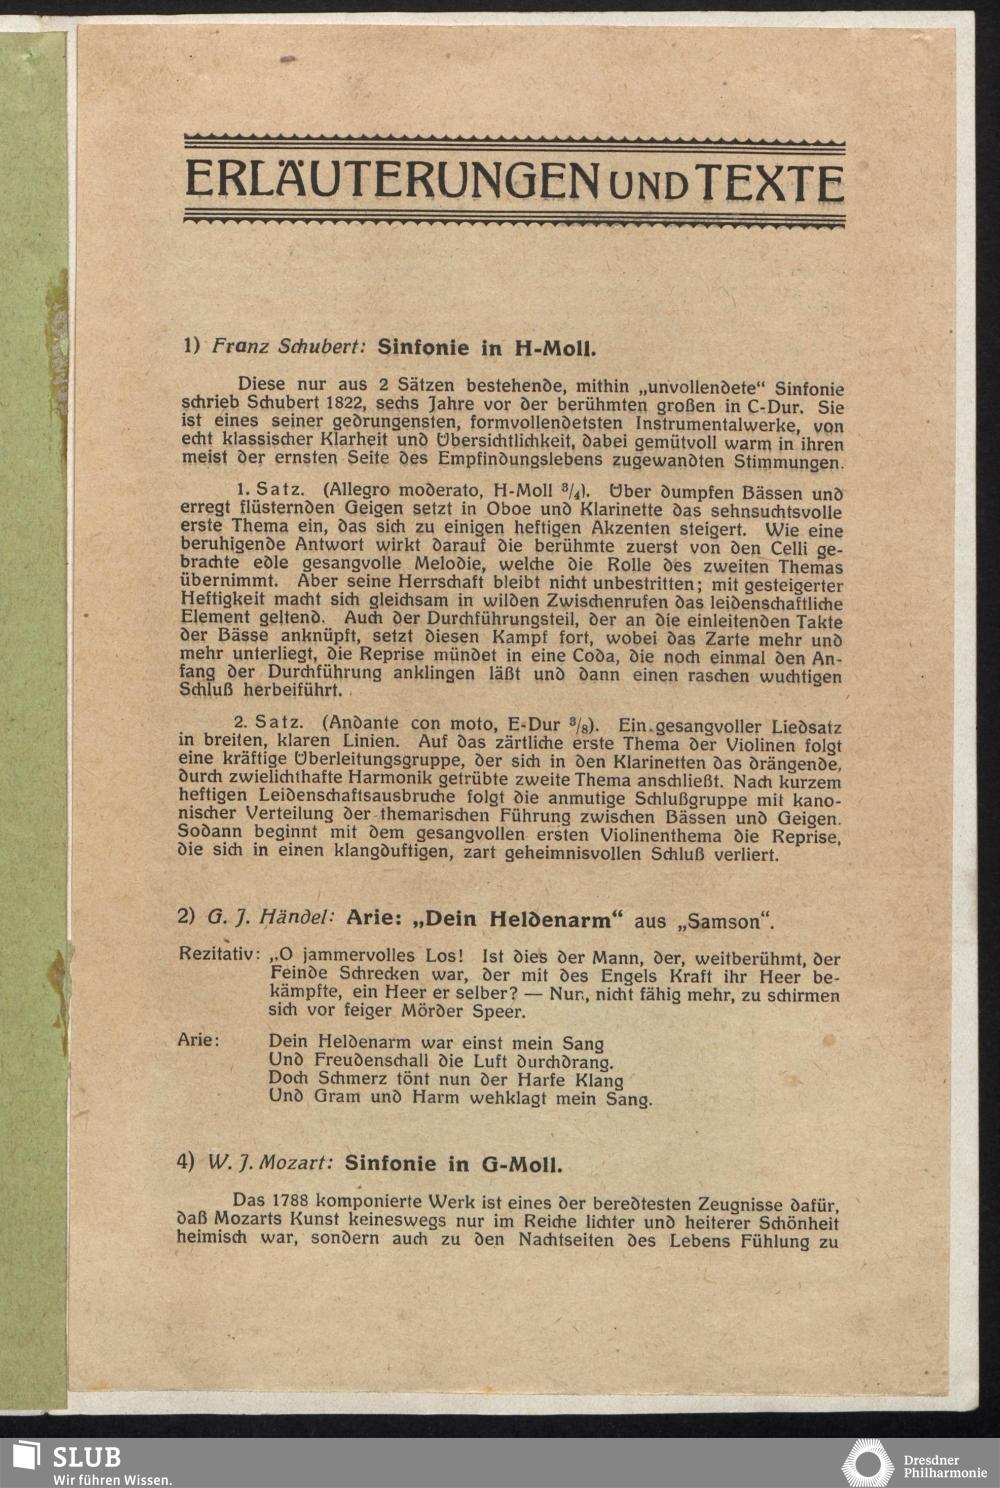 ERLÄUTERUNGEN UND TEXTE
1) Franz Schubert: Sinfonie in H-Moll.
Diese nur aus 2 Sätzen bestehende, mithin „unvollendete“ Sinfonie
schrieb Schubert 1822, sechs Jahre vor der berühmten großen in C-Dur. Sie
ist eines seiner gedrungensten, formvollendetsten Instrumentalwerke, von
echt klassischer Klarheit und Übersichtlichkeit, dabei gemütvoll warm in ihren
meist der ernsten Seite des Empfindungslebens zugewandten Stimmungen.
1. Satz. (Allegro moderato, H-Moll 3/4). Über dumpfen Bässen und
erregt flüsternden Geigen setzt in Oboe und Klarinette das sehnsuchtsvolle
erste Thema ein, das sich zu einigen heftigen Akzenten steigert. Wie eine
beruhigende Antwort wirkt darauf die berühmte zuerst von den Celli ge-
brachte edle gesangvolle Melodie, welche die Rolle des zweiten Themas
übernimmt. Aber seine Herrschaft bleibt nicht unbestritten; mit gesteigerter
Heftigkeit macht sich gleichsam in wilden Zwischenrufen das leidenschaftliche
Element geltend. Auch der Durchführungsteil, der an die einleitenden Takte
der Bässe anknüpft, setzt diesen Kampf fort, wobei das Zarte mehr und
mehr unterliegt, die Reprise mündet in eine Coda, die noch einmal den An-
fang der Durchführung anklingen läßt und dann einen raschen wuchtigen
Schluß herbeiführt.
2. Satz. (Andante con moto, E-Dur 3/8). Ein gesangvoller Liedsatz
in breiten, klaren Linien. Auf das zärtliche erste Thema der Violinen folgt
eine kräftige Überleitungsgruppe, der sich in den Klarinetten das drängende,
durch zwielichthafte Harmonik getrübte zweite Thema anschließt. Nach kurzem
heftigen Leidenschaftsausbruche folgt die anmutige Schlußgruppe mit kano-
nischer Verteilung der themarischen Führung zwischen Bässen und Geigen.
Sodann beginnt mit dem gesangvollen ersten Violinenthema die Reprise,
die sich in einen klangduftigen, zart geheimnisvollen Schluß verliert.
2) G. J. Händel: Arie: „Dein Heldenarm“ aus „Samson“.
Rezitativ: „O jammervolles Los! Ist dies der Mann, der, weitberühmt, der
Feinde Schrecken war, der mit des Engels Kraft ihr Heer be-
kämpfte, ein Heer er selber? — Nun, nicht fähig mehr, zu schirmen
sich vor feiger Mörder Speer.
Arie: Dein Heldenarm war einst mein Sang
Und Freudenschall die Luft durchdrang.
Doch Schmerz tönt nun der Harfe Klang
Und Gram und Harm wehklagt mein Sang.
4) W. J. Mozart: Sinfonie in G-Moll.
Das 1788 komponierte Werk ist eines der beredtesten Zeugnisse dafür,
daß Mozarts Kunst keineswegs nur im Reiche lichter und heiterer Schönheit
heimisch war, sondern auch zu den Nachtseiten des Lebens Fühlung zu
SLUB
Wir führen Wissen.
Dresdner
Philharmonie